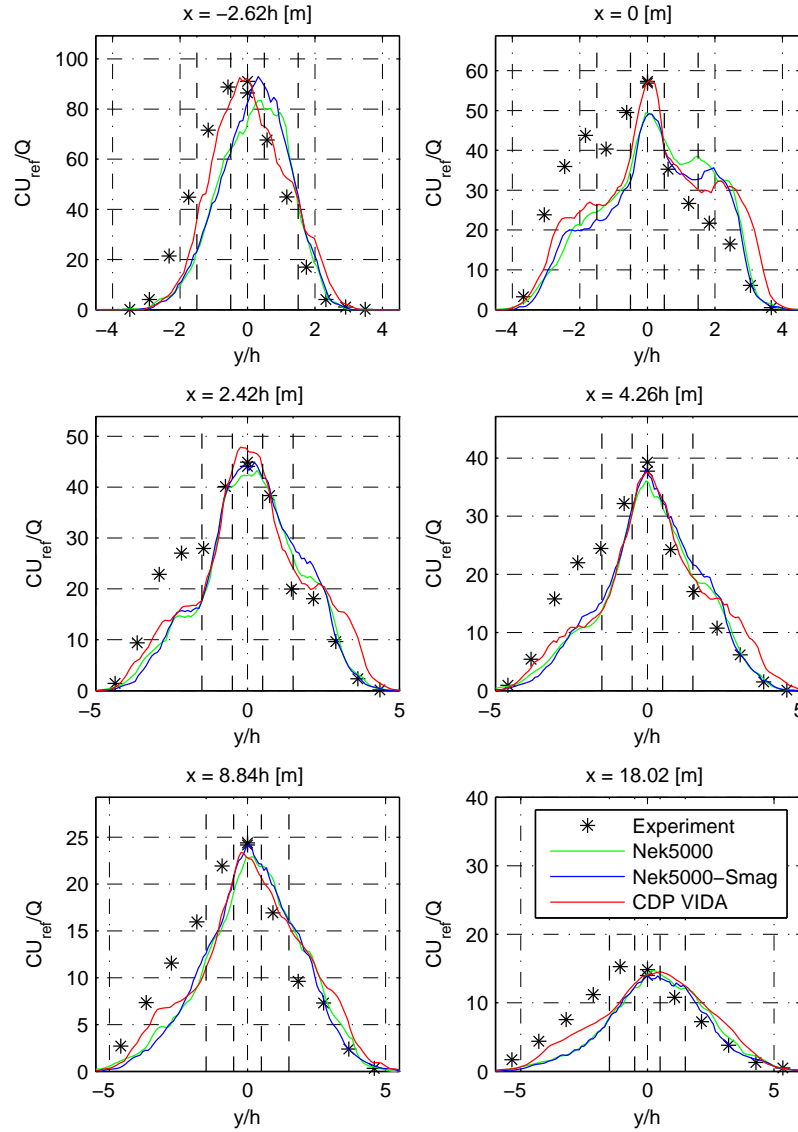 x = −2.62h [m]
CU_ref/Q
100
80
60
40
20
0
−4 −2 0 2 4
y/h
x = 0 [m]
CU_ref/Q
60
50
40
30
20
10
0
−4 −2 0 2 4
y/h
x = 2.42h [m]
CU_ref/Q
50
40
30
20
10
0
−5 0 5
y/h
x = 4.26h [m]
CU_ref/Q
40
30
20
10
0
−5 0 5
y/h
x = 8.84h [m]
CU_ref/Q
25
20
15
10
5
0
−5 0 5
y/h
x = 18.02 [m]
CU_ref/Q
40
30
20
10
0
−5 0 5
y/h
Experiment
Nek5000
Nek5000−Smag
CDP VIDA